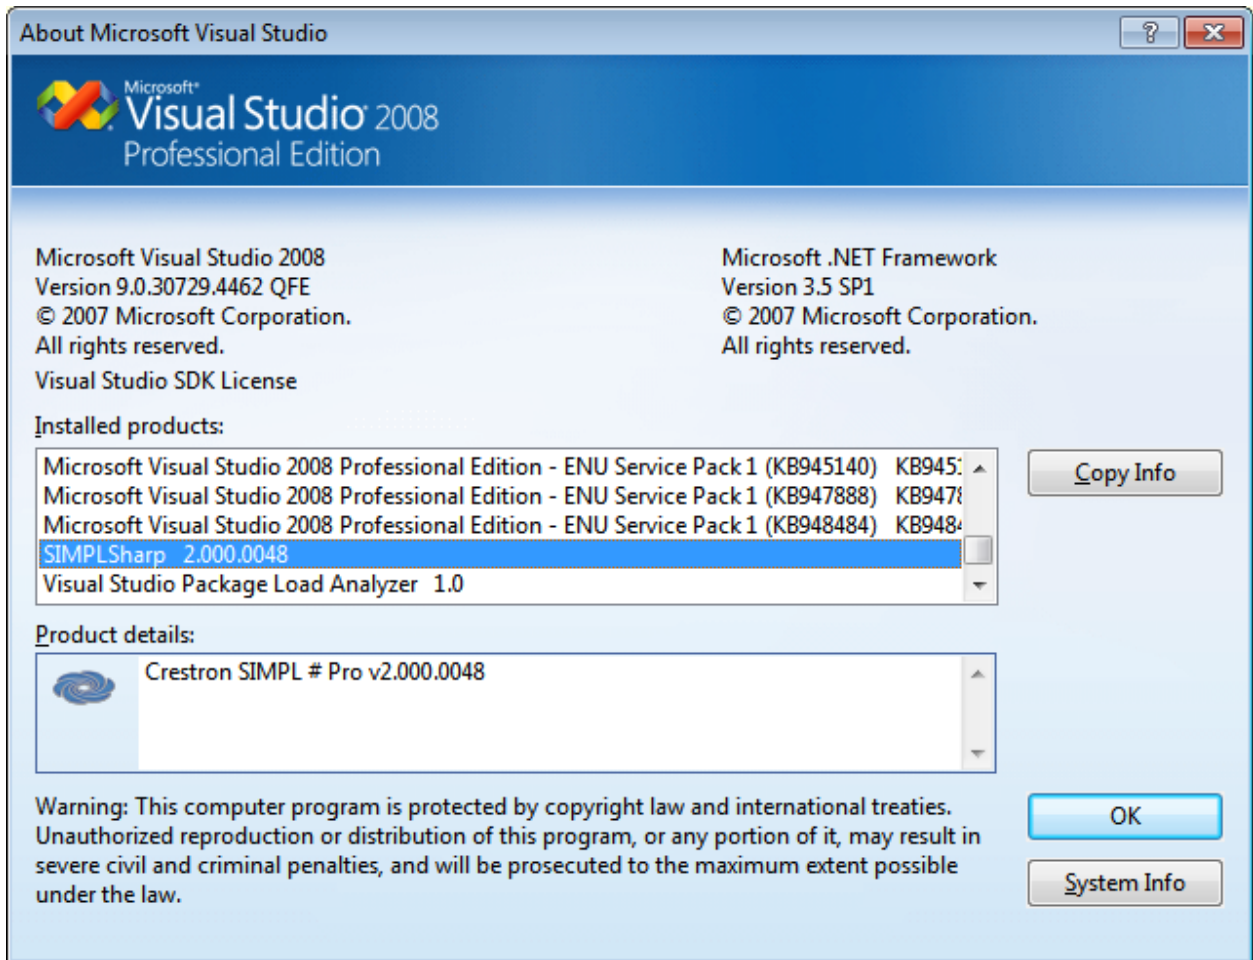 About Microsoft Visual Studio
?
Microsoft®
Visual Studio® 2008
Professional Edition
Microsoft Visual Studio 2008
Version 9.0.30729.4462 QFE
© 2007 Microsoft Corporation.
All rights reserved.
Microsoft .NET Framework
Version 3.5 SP1
© 2007 Microsoft Corporation.
All rights reserved.
Visual Studio SDK License
Installed products:
Microsoft Visual Studio 2008 Professional Edition - ENU Service Pack 1 (KB945140)   KB9451
Microsoft Visual Studio 2008 Professional Edition - ENU Service Pack 1 (KB947888)   KB9478
Microsoft Visual Studio 2008 Professional Edition - ENU Service Pack 1 (KB948484)   KB9484
SIMPLSharp   2.000.0048
Visual Studio Package Load Analyzer   1.0
Copy Info
Product details:
Crestron SIMPL # Pro v2.000.0048
Warning: This computer program is protected by copyright law and international treaties.
Unauthorized reproduction or distribution of this program, or any portion of it, may result in
severe civil and criminal penalties, and will be prosecuted to the maximum extent possible
under the law.
OK
System Info